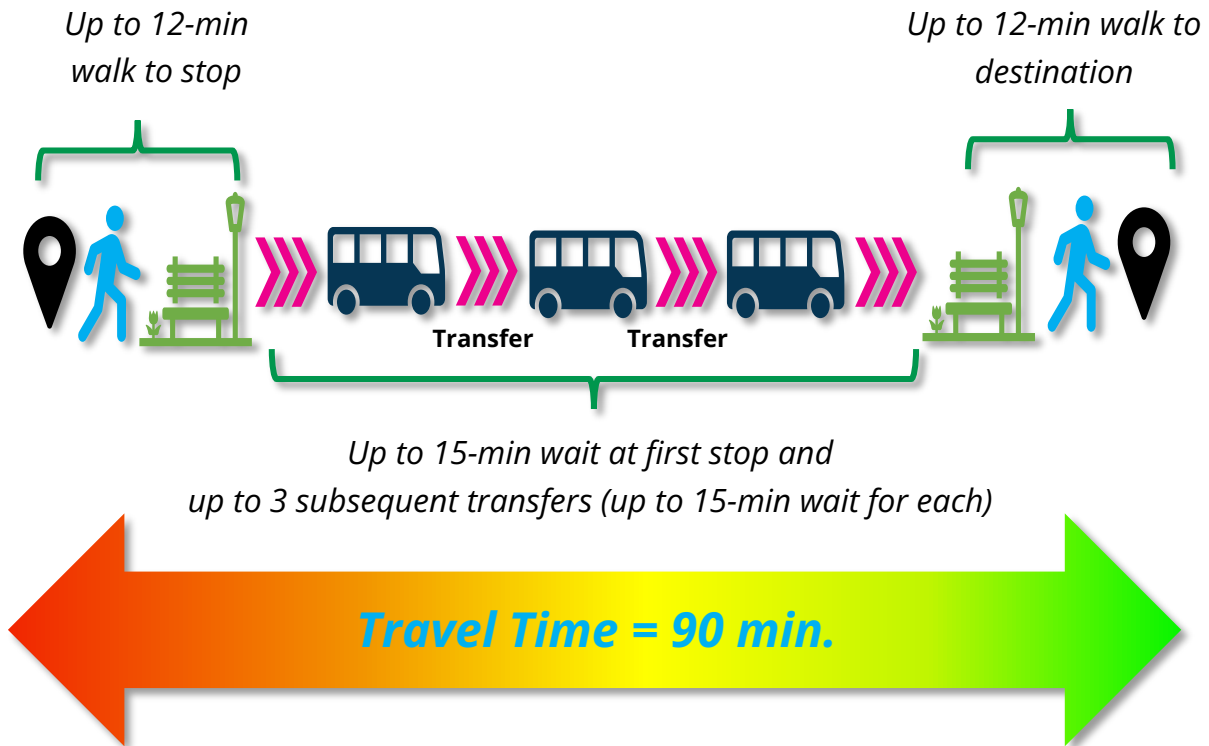 Up to 12-min
walk to stop
Up to 12-min walk to
destination
Transfer
Transfer
Up to 15-min wait at first stop and
up to 3 subsequent transfers (up to 15-min wait for each)
Travel Time = 90 min.